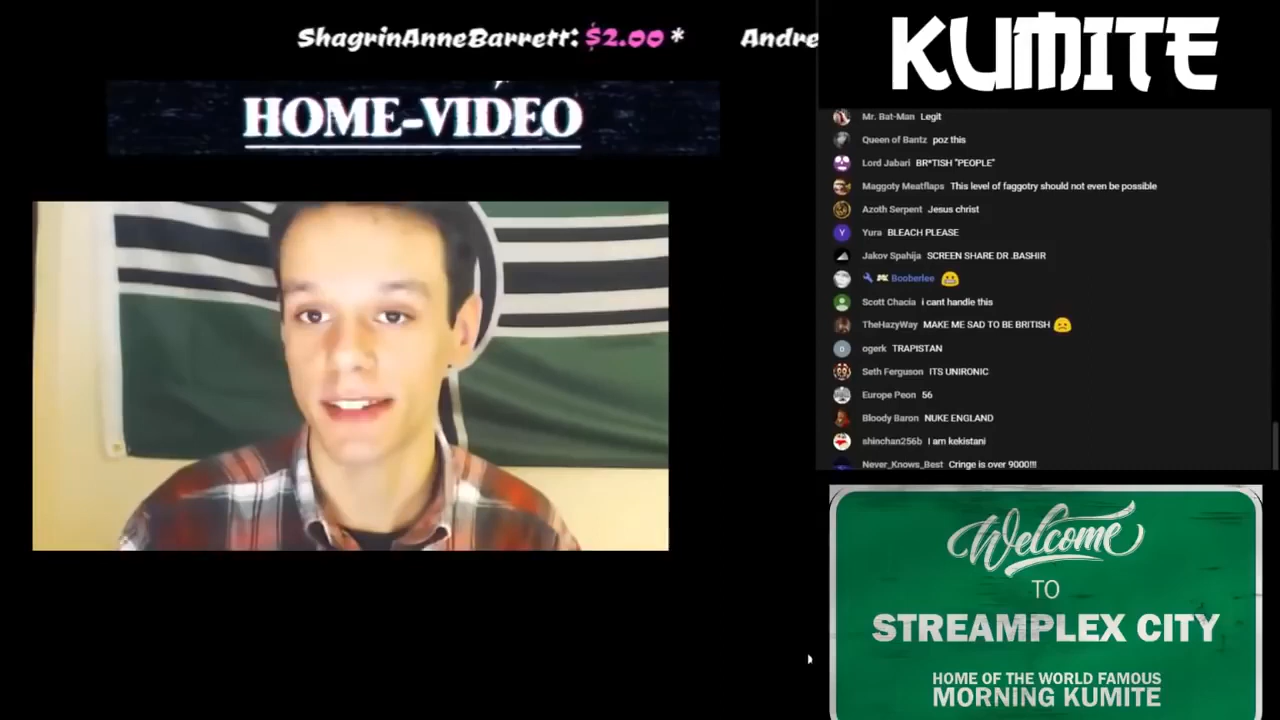 ShagrinAnneBarrett: $2.00 * Andre
KUMITE
HOME-VIDEO
Mr. Bat-Man Legit
Queen of Bantz poz this
Lord Jabari BR*TISH "PEOPLE"
Maggoty Meatflaps This level of faggotry should not even be possible
Azoth Serpent Jesus christ
Y Yura BLEACH PLEASE
Jakov Spahija SCREEN SHARE DR .BASHIR
Booberlee 😬
Scott Chacia i cant handle this
TheHazyWay MAKE ME SAD TO BE BRITISH ☹️
o ogerk TRAPISTAN
Seth Ferguson ITS UNIRONIC
Europe Peon 56
Bloody Baron NUKE ENGLAND
shinchan256b I am kekistani
Never_Knows_Best Cringe is over 9000!!!
Welcome
TO
STREAMPLEX CITY
HOME OF THE WORLD FAMOUS
MORNING KUMITE